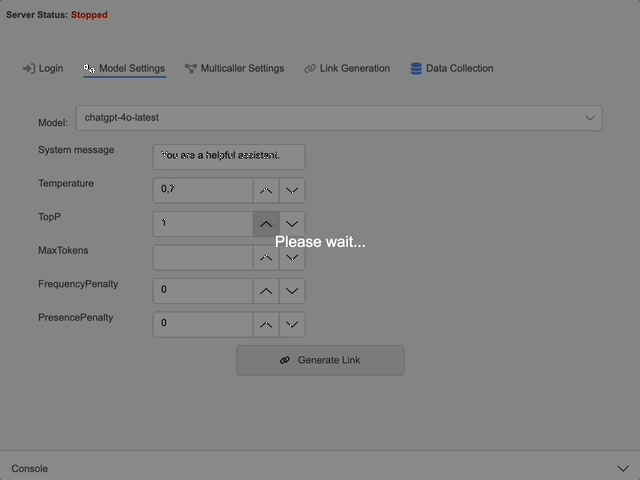 Server Status: Stopped
Login
Model Settings
Multicaller Settings
Link Generation
Data Collection
Model:
chatgpt-4o-latest
System message
You are a helpful assistent.
Temperature
0,7
TopP
1
Please wait...
MaxTokens
FrequencyPenalty
0
PresencePenalty
0
Generate Link
Console